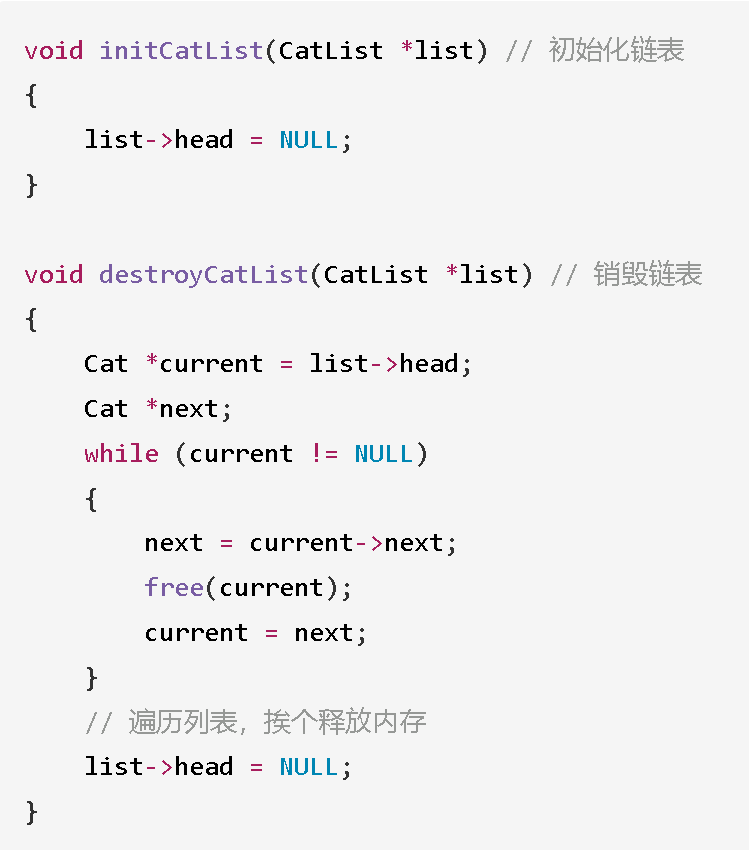 void initCatList(CatList *list) // 初始化链表
{
    list->head = NULL;
}

void destroyCatList(CatList *list) // 销毁链表
{
    Cat *current = list->head;
    Cat *next;
    while (current != NULL)
    {
        next = current->next;
        free(current);
        current = next;
    }
    // 遍历列表，挨个释放内存
    list->head = NULL;
}